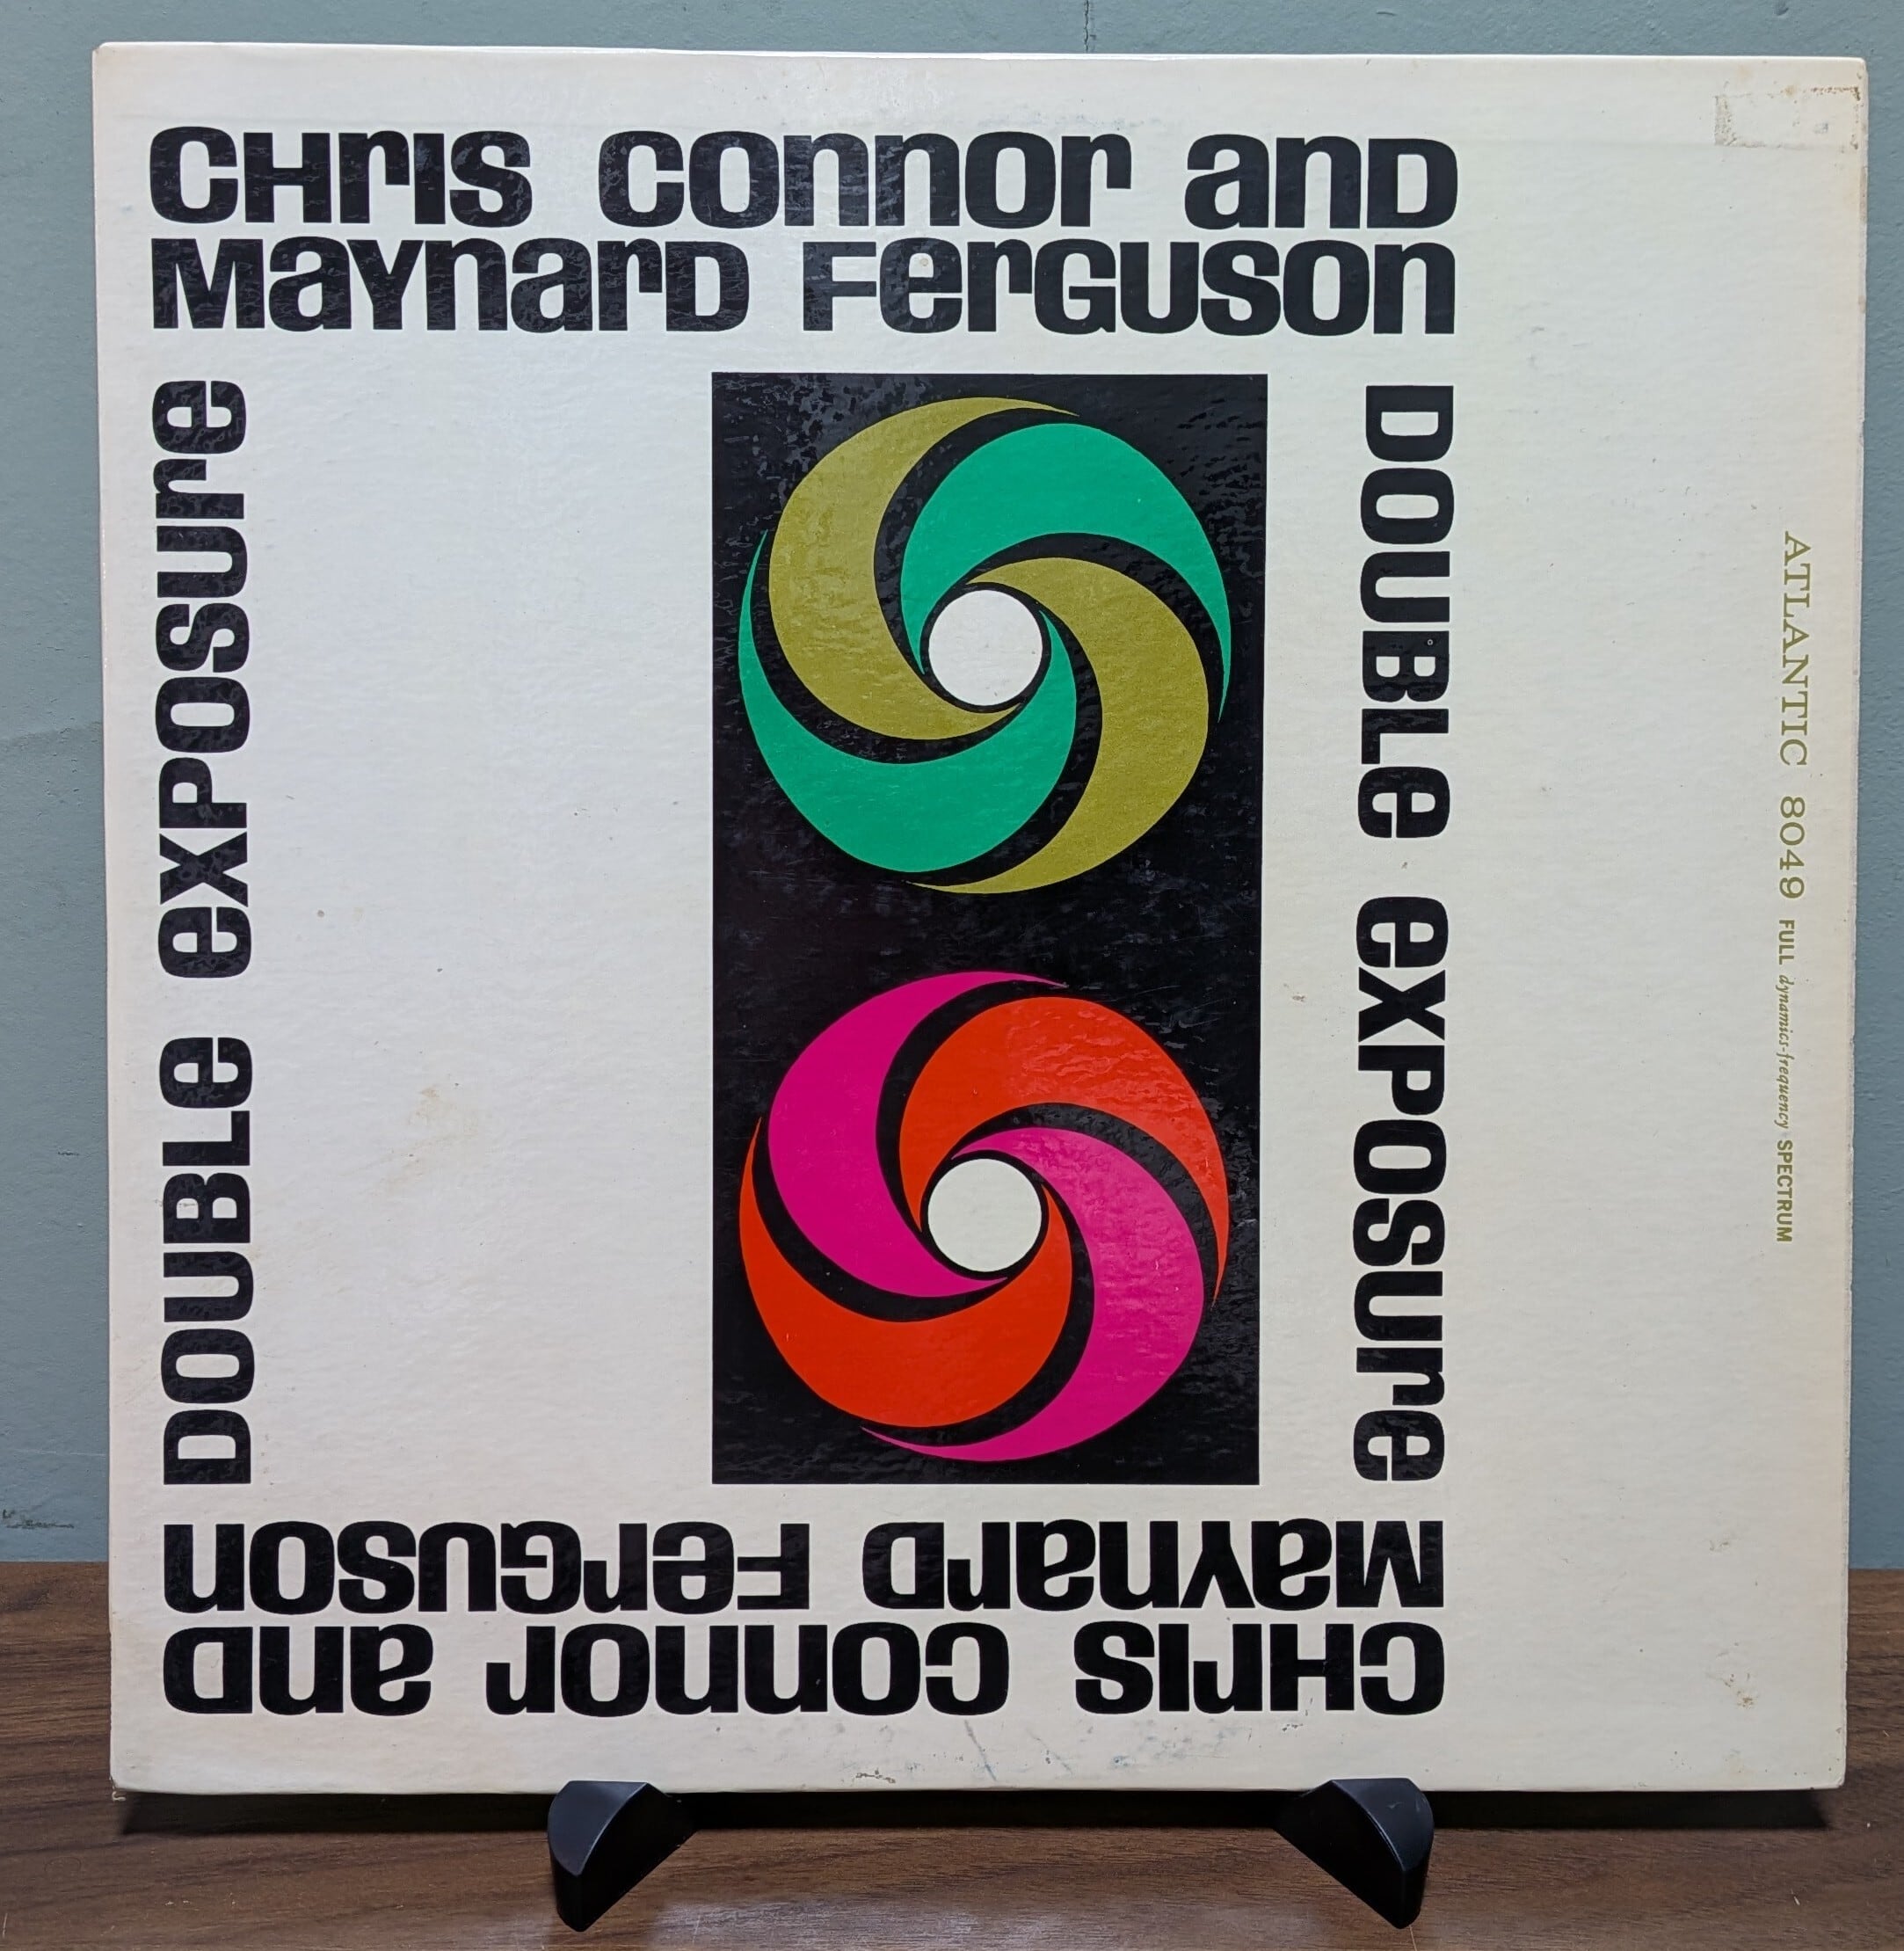 CHrIS connor and
Maynard Ferguson
Double exposure
Double exposure
ATLANTIC 8049 FULL dynamics-frequency SPECTRUM
CHrIS connor and
Maynard Ferguson